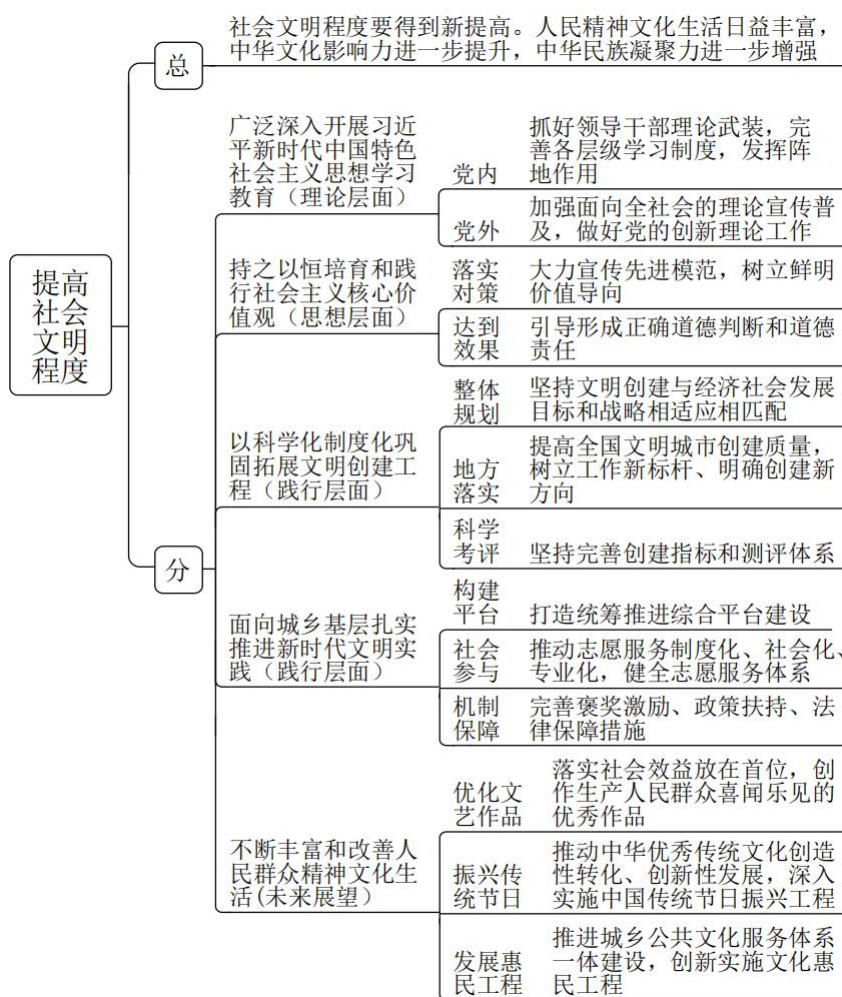 提高
社会
文明
程度
总
社会文明程度要得到新提高。人民精神文化生活日益丰富，
中华文化影响力进一步提升，中华民族凝聚力进一步增强
分
广泛深入开展习近
平新时代中国特色
社会主义思想学习
教育（理论层面）
党内
抓好领导干部理论武装，完
善各层级学习制度，发挥阵
地作用
党外
加强面向全社会的理论宣传普
及，做好党的创新理论工作
持之以恒培育和践
行社会主义核心价
值观（思想层面）
落实
对策
大力宣传先进模范，树立鲜明
价值导向
达到
效果
引导形成正确道德判断和道德
责任
以科学化制度化巩
固拓展文明创建工
程（践行层面）
整体
规划
坚持文明创建与经济社会发展
目标和战略相适应相匹配
地方
落实
提高全国文明城市创建质量，
树立工作新标杆、明确创建新
方向
科学
考评
坚持完善创建指标和测评体系
面向城乡基层扎实
推进新时代文明实
践（践行层面）
构建
平台
打造统筹推进综合平台建设
社会
参与
推动志愿服务制度化、社会化、
专业化，健全志愿服务体系
机制
保障
完善褒奖激励、政策扶持、法
律保障措施
不断丰富和改善人
民群众精神文化生
活(未来展望）
优化文
艺作品
落实社会效益放在首位，创
作生产人民群众喜闻乐见的
优秀作品
振兴传
统节日
推动中华优秀传统文化创造
性转化、创新性发展，深入
实施中国传统节日振兴工程
发展惠
民工程
推进城乡公共文化服务体系
一体建设，创新实施文化惠
民工程